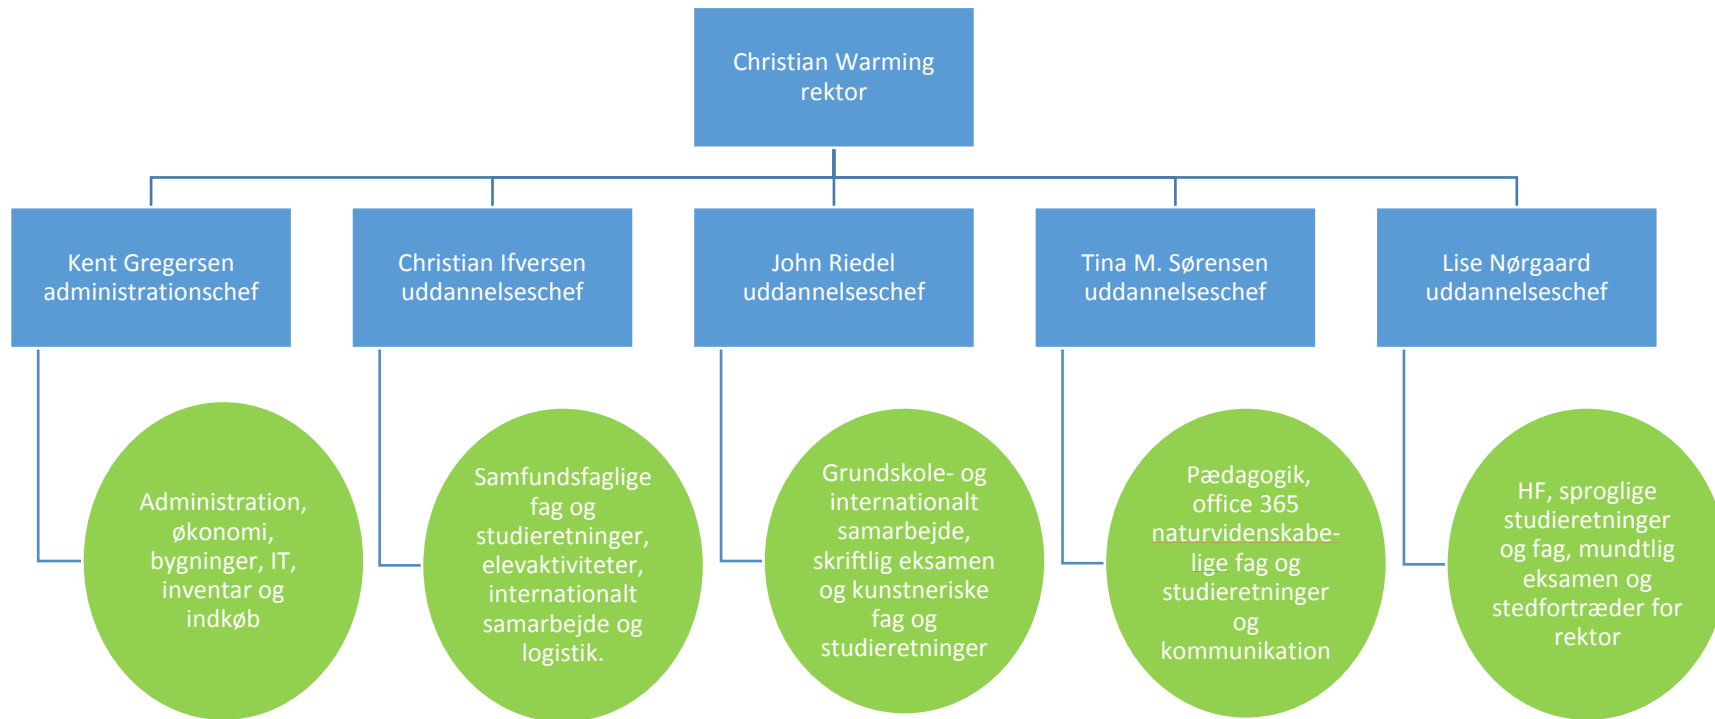 Christian Warming
rektor
Kent Gregersen
administrationschef
Christian Ifversen
uddannelseschef
John Riedel
uddannelseschef
Tina M. Sørensen
uddannelseschef
Lise Nørgaard
uddannelseschef
Administration,
økonomi,
bygninger, IT,
inventar og
indkøb
Samfundsfaglige
fag og
studieretninger,
elevaktiviteter,
internationalt
samarbejde og
logistik.
Grundskole- og
internationalt
samarbejde,
skriftlig eksamen
og kunstneriske
fag og
studieretninger
Pædagogik,
office 365
naturvidenskabe-
lige fag og
studieretninger
og
kommunikation
HF, sproglige
studieretninger
og fag, mundtlig
eksamen og
stedfortræder for
rektor